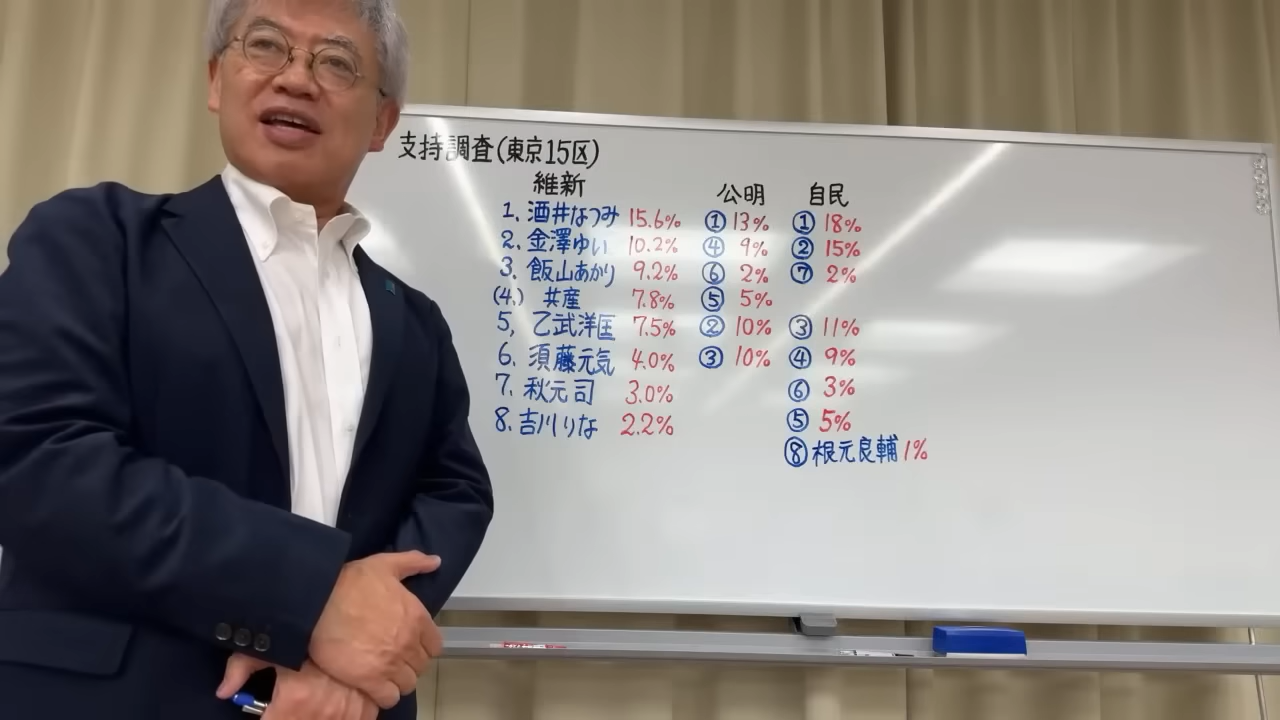 支持調査(東京15区)
維新 公明 自民
1. 酒井なつみ 15.6% ① 13% ① 18%
2. 金澤ゆい 10.2% ④ 9% ② 15%
3. 飯山あかり 9.2% ⑥ 2% ⑦ 2%
(4.) 共産 7.8% ⑤ 5%
5, 乙武洋匡 7.5% ② 10% ③ 11%
6. 須藤元気 4.0% ③ 10% ④ 9%
7. 秋元司 3.0% ⑥ 3%
8. 吉川りな 2.2% ⑤ 5%
⑧ 根元良輔 1%